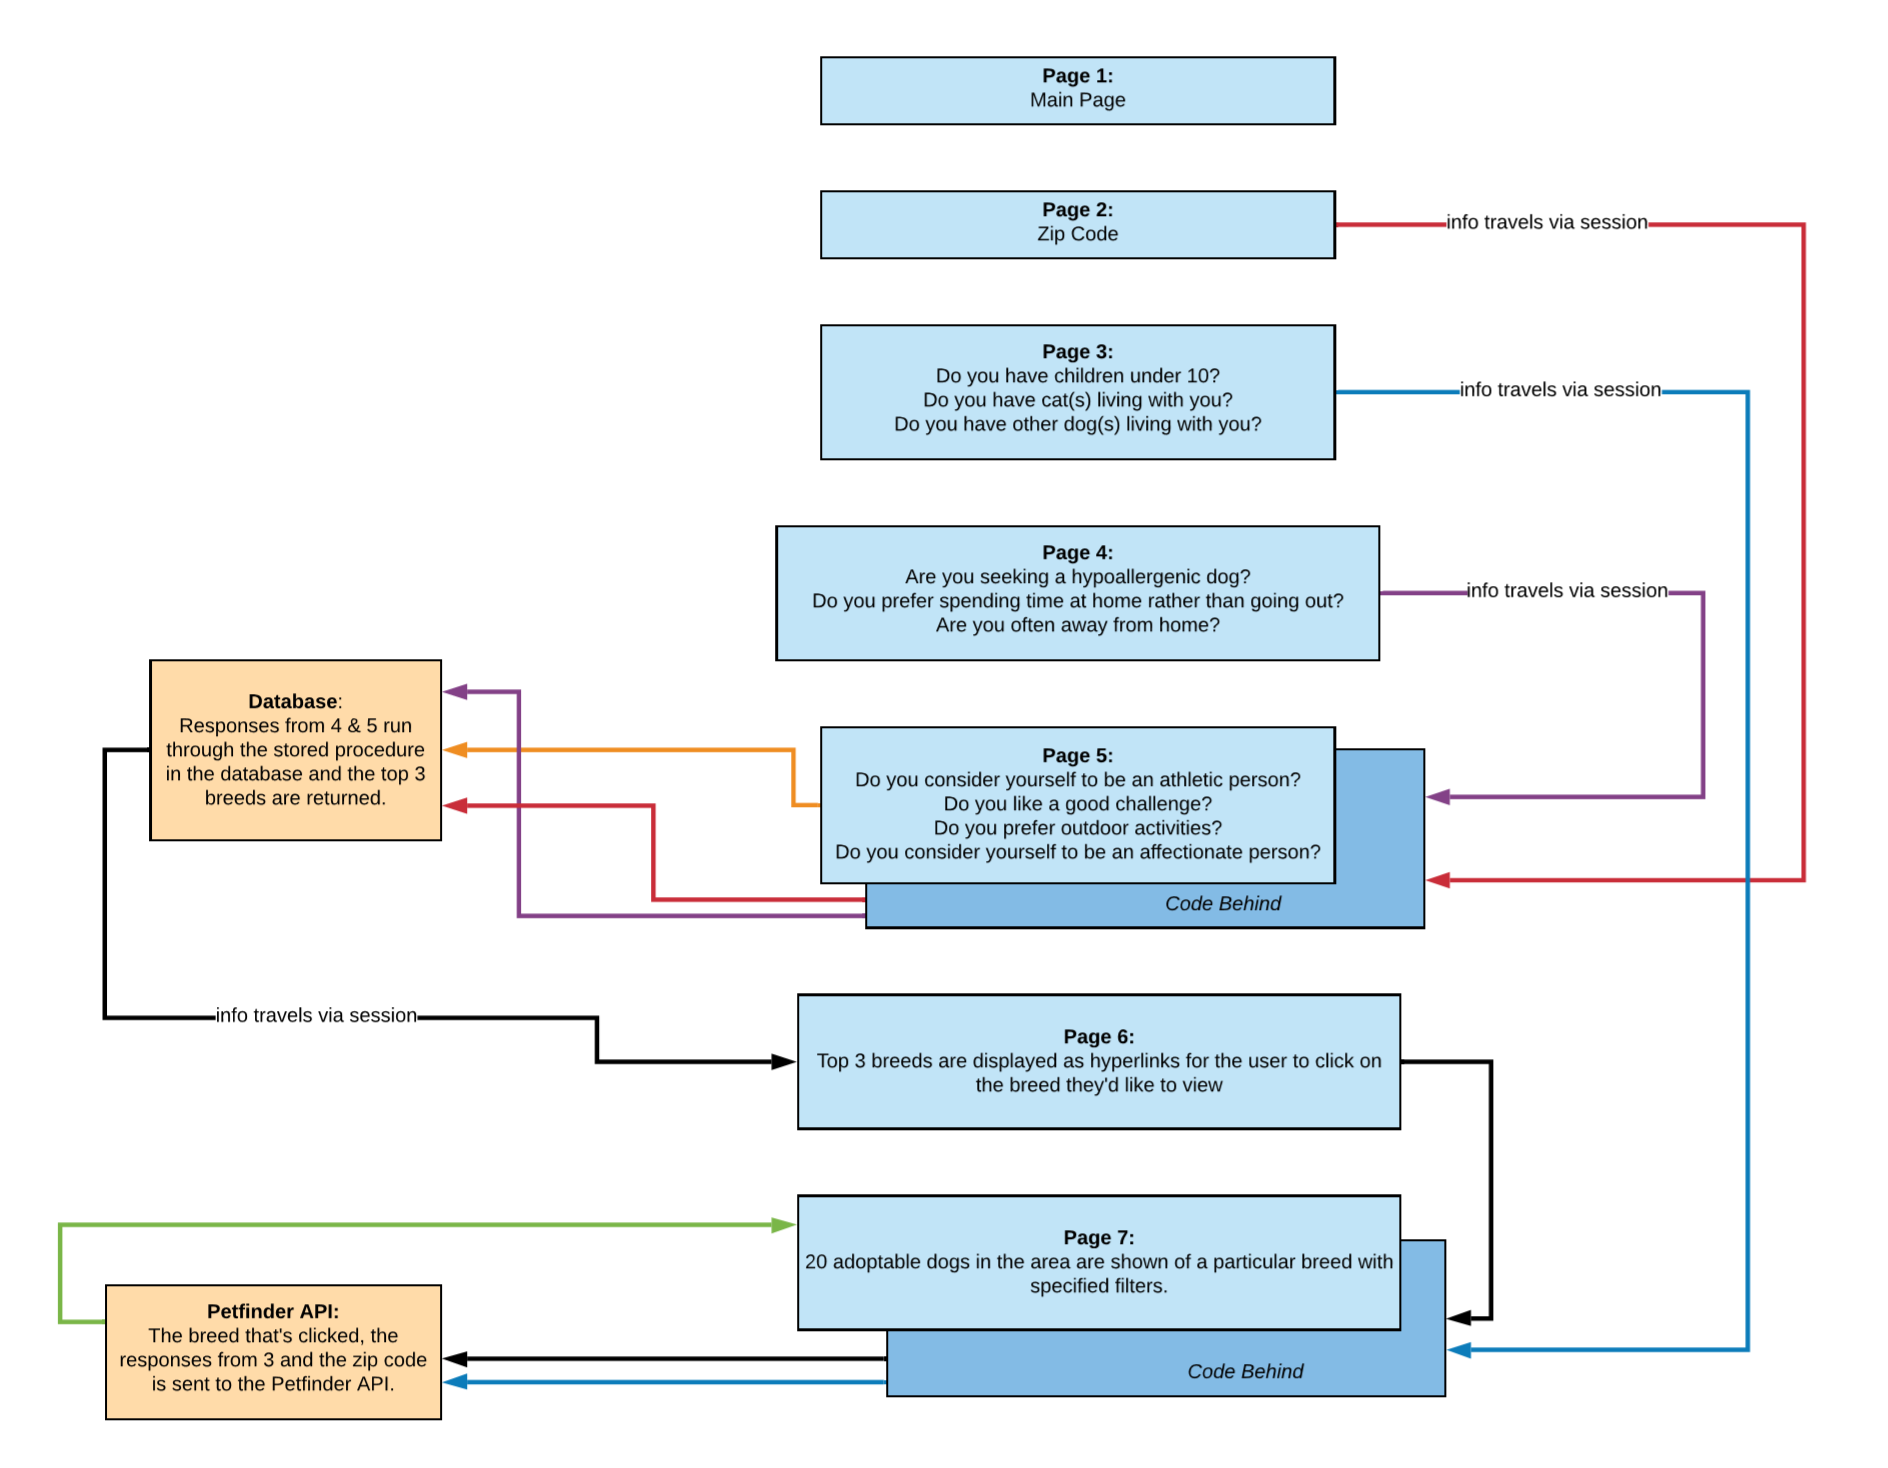 Page 1:
Main Page
Page 2:
Zip Code
info travels via session
Page 3:
Do you have children under 10?
Do you have cat(s) living with you?
Do you have other dog(s) living with you?
info travels via session
Page 4:
Are you seeking a hypoallergenic dog?
Do you prefer spending time at home rather than going out?
Are you often away from home?
info travels via session
Database:
Responses from 4 & 5 run
through the stored procedure
in the database and the top 3
breeds are returned.
Page 5:
Do you consider yourself to be an athletic person?
Do you like a good challenge?
Do you prefer outdoor activities?
Do you consider yourself to be an affectionate person?
Code Behind
info travels via session
Page 6:
Top 3 breeds are displayed as hyperlinks for the user to click on
the breed they'd like to view
Page 7:
20 adoptable dogs in the area are shown of a particular breed with
specified filters.
Code Behind
Petfinder API:
The breed that's clicked, the
responses from 3 and the zip code
is sent to the Petfinder API.